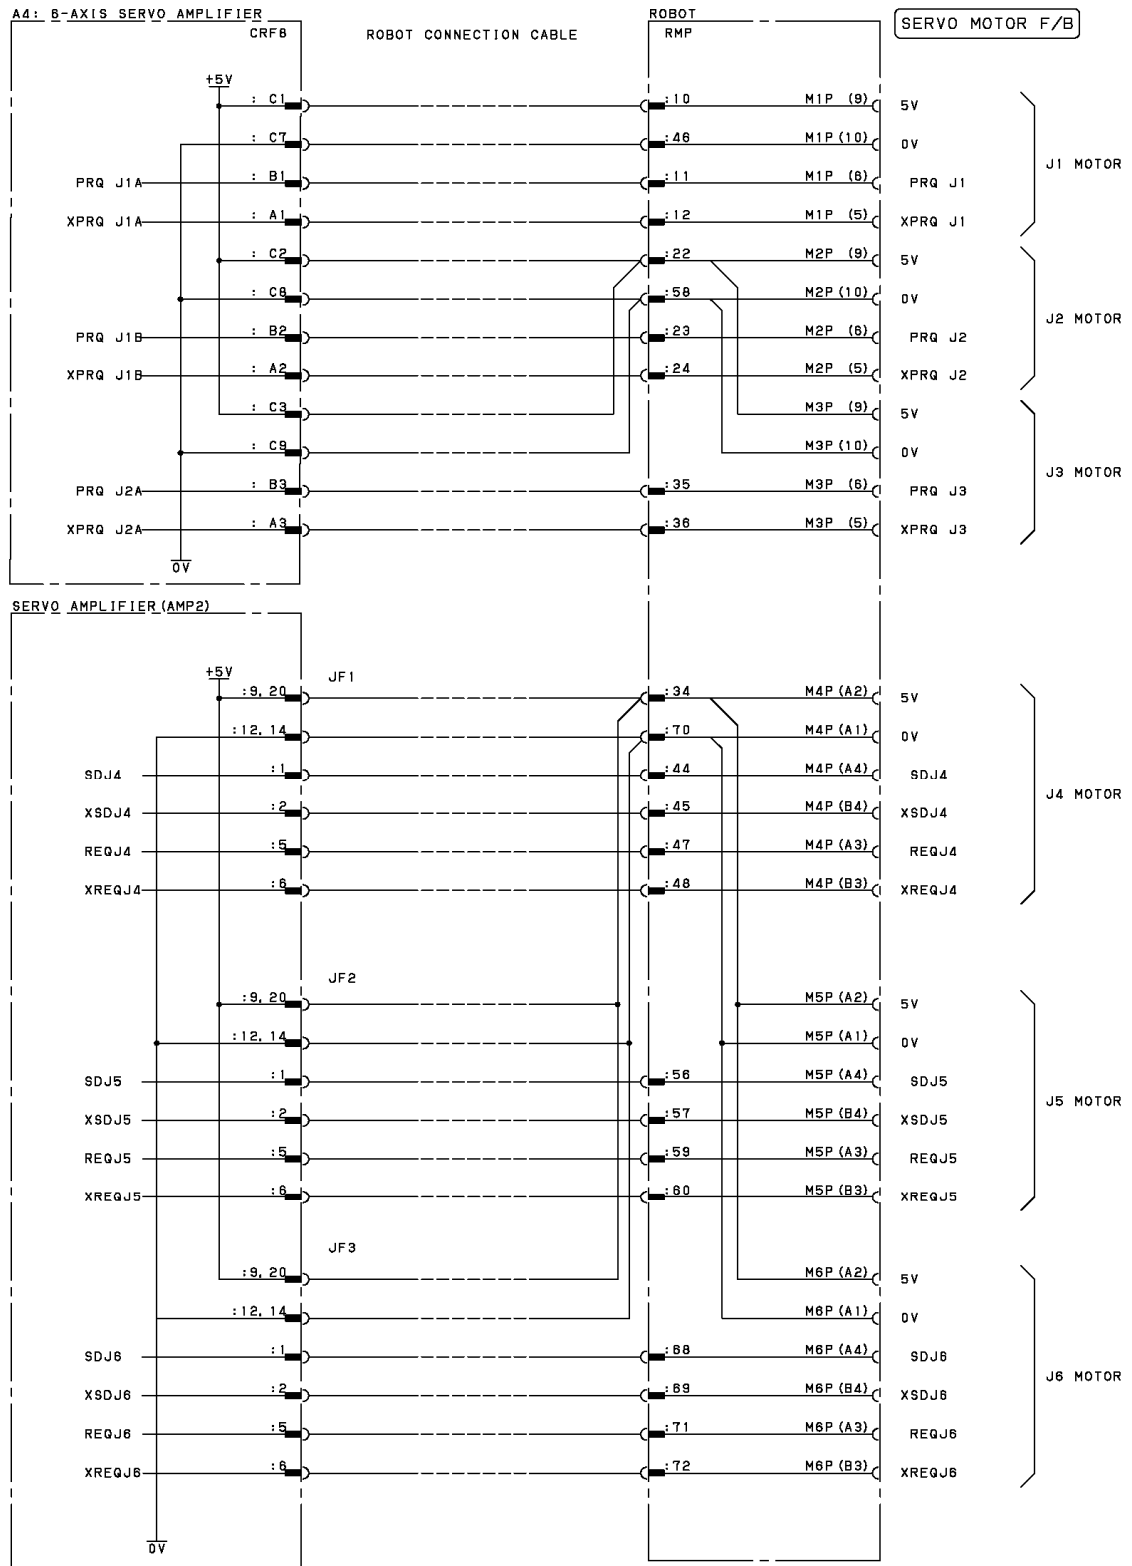 A4: 6-AXIS SERVO AMPLIFIER
CRF8
ROBOT CONNECTION CABLE
ROBOT
RMP
SERVO MOTOR F/B
+5V
: C1 :10 M1P (9) 5V
: C7 :46 M1P(10) 0V
PRQ J1A : B1 :11 M1P (6) PRQ J1
J1 MOTOR
XPRQ J1A : A1 :12 M1P (5) XPRQ J1
: C2 :22 M2P (9) 5V
: C8 :58 M2P(10) 0V
J2 MOTOR
PRQ J1B : B2 :23 M2P (6) PRQ J2
XPRQ J1B : A2 :24 M2P (5) XPRQ J2
: C3 M3P (9) 5V
: C9 M3P(10) 0V
J3 MOTOR
PRQ J2A : B3 :35 M3P (6) PRQ J3
XPRQ J2A : A3 :36 M3P (5) XPRQ J3
0V
SERVO AMPLIFIER(AMP2)
+5V
JF1
:9, 20 :34 M4P(A2) 5V
:12, 14 :70 M4P(A1) 0V
SDJ4 :1 :44 M4P(A4) SDJ4
J4 MOTOR
XSDJ4 :2 :45 M4P(B4) XSDJ4
REQJ4 :5 :47 M4P(A3) REQJ4
XREQJ4 :6 :48 M4P(B3) XREQJ4
JF2
:9, 20 M5P(A2) 5V
:12, 14 M5P(A1) 0V
SDJ5 :1 :56 M5P(A4) SDJ5
J5 MOTOR
XSDJ5 :2 :57 M5P(B4) XSDJ5
REQJ5 :5 :59 M5P(A3) REQJ5
XREQJ5 :6 :60 M5P(B3) XREQJ5
JF3
:9, 20 M6P(A2) 5V
:12, 14 M6P(A1) 0V
SDJ6 :1 :68 M6P(A4) SDJ6
J6 MOTOR
XSDJ6 :2 :69 M6P(B4) XSDJ6
REQJ6 :5 :71 M6P(A3) REQJ6
XREQJ6 :6 :72 M6P(B3) XREQJ6
0V